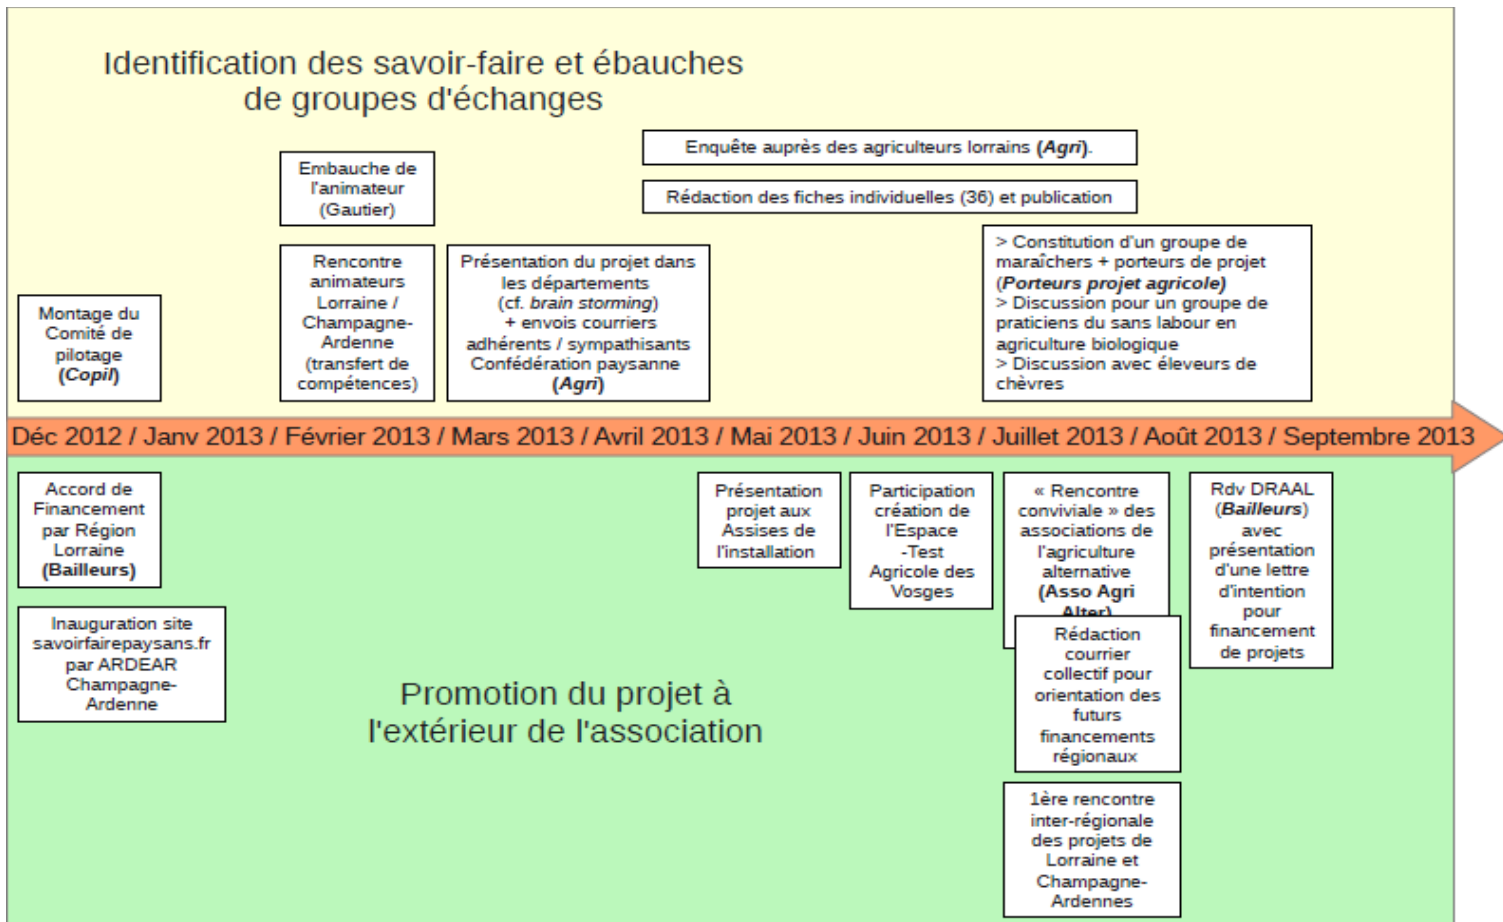 Identification des savoir-faire et ébauches
de groupes d'échanges
Enquête auprès des agriculteurs lorrains (Agri).
Embauche de
l'animateur
(Gautier)
Rédaction des fiches individuelles (36) et publication
Montage du
Comité de
pilotage
(Copil)
Rencontre
animateurs
Lorraine /
Champagne-
Ardenne
(transfert de
compétences)
Présentation du projet dans
les départements
(cf. brain storming)
+ envois courriers
adhérents / sympathisants
Confédération paysanne
(Agri)
> Constitution d'un groupe de
maraîchers + porteurs de projet
(Porteurs projet agricole)
> Discussion pour un groupe de
praticiens du sans labour en
agriculture biologique
> Discussion avec éleveurs de
chèvres
Déc 2012 / Janv 2013 / Février 2013 / Mars 2013 / Avril 2013 / Mai 2013 / Juin 2013 / Juillet 2013 / Août 2013 / Septembre 2013
Accord de
Financement
par Région
Lorraine
(Bailleurs)
Inauguration site
savoirfairepaysans.fr
par ARDEAR
Champagne-
Ardenne
Présentation
projet aux
Assises de
l'installation
Participation
création de
l'Espace
-Test
Agricole des
Vosges
« Rencontre
conviviale » des
associations de
l'agriculture
alternative
(Asso Agri
Alter)
Rédaction
courrier
collectif pour
orientation des
futurs
financements
régionaux
1ère rencontre
inter-régionale
des projets de
Lorraine et
Champagne-
Ardennes
Rdv DRAAL
(Bailleurs)
avec
présentation
d'une lettre
d'intention
pour
financement
de projets
Promotion du projet à
l'extérieur de l'association